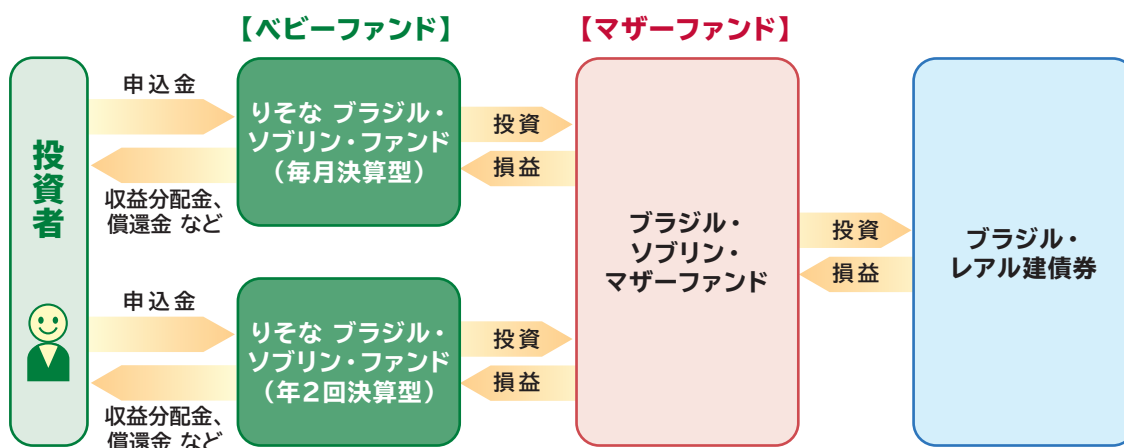 【ベビーファンド】
【マザーファンド】
投資者
申込金
収益分配金、
償還金 など
りそな ブラジル・
ソブリン・ファンド
（毎月決算型）
投資
損益
申込金
収益分配金、
償還金 など
りそな ブラジル・
ソブリン・ファンド
（年2回決算型）
投資
損益
ブラジル・
ソブリン・
マザーファンド
投資
損益
ブラジル・
レアル建債券